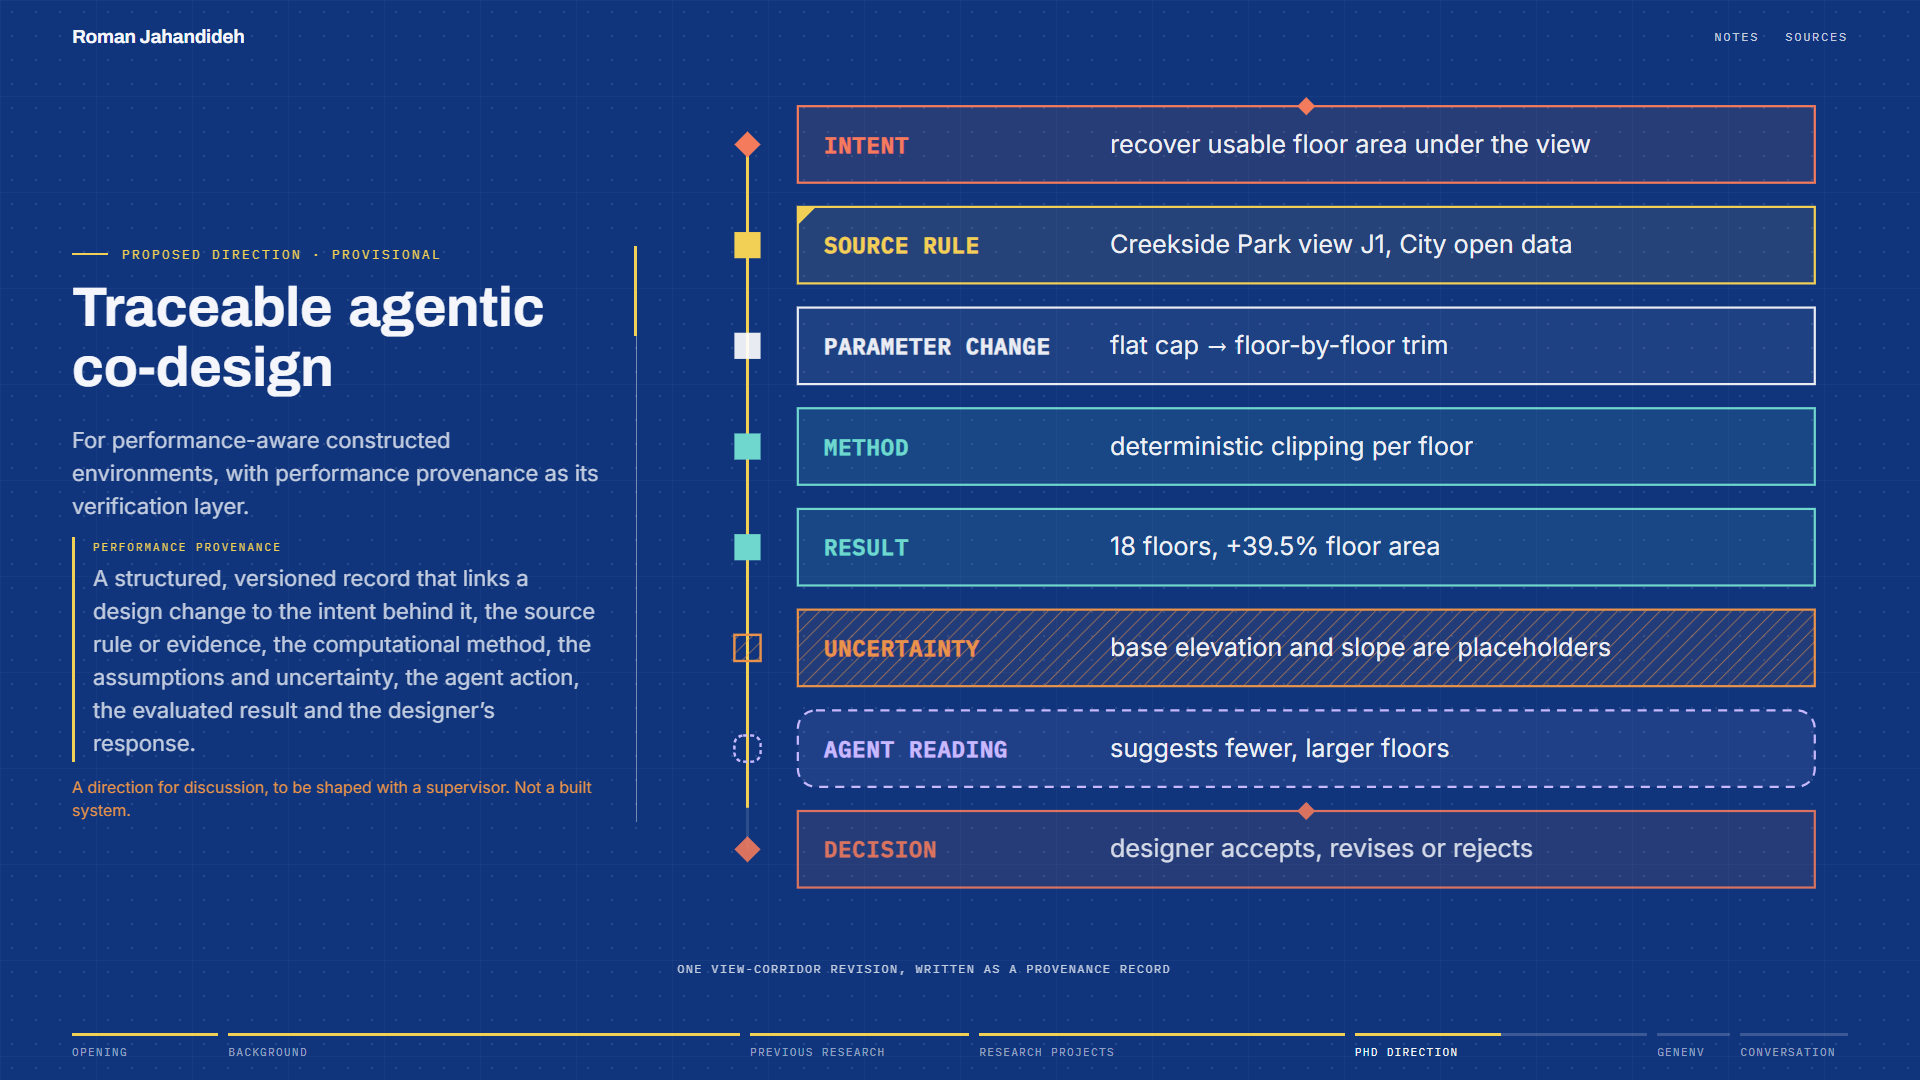 Roman Jahandideh
NOTES SOURCES
PROPOSED DIRECTION · PROVISIONAL
Traceable agentic
co-design
For performance-aware constructed
environments, with performance provenance as its
verification layer.
PERFORMANCE PROVENANCE
A structured, versioned record that links a
design change to the intent behind it, the source
rule or evidence, the computational method, the
assumptions and uncertainty, the agent action,
the evaluated result and the designer’s
response.
A direction for discussion, to be shaped with a supervisor. Not a built
system.
INTENT recover usable floor area under the view
SOURCE RULE Creekside Park view J1, City open data
PARAMETER CHANGE flat cap → floor-by-floor trim
METHOD deterministic clipping per floor
RESULT 18 floors, +39.5% floor area
UNCERTAINTY base elevation and slope are placeholders
AGENT READING suggests fewer, larger floors
DECISION designer accepts, revises or rejects
ONE VIEW-CORRIDOR REVISION, WRITTEN AS A PROVENANCE RECORD
OPENING BACKGROUND PREVIOUS RESEARCH RESEARCH PROJECTS PHD DIRECTION GENENV CONVERSATION